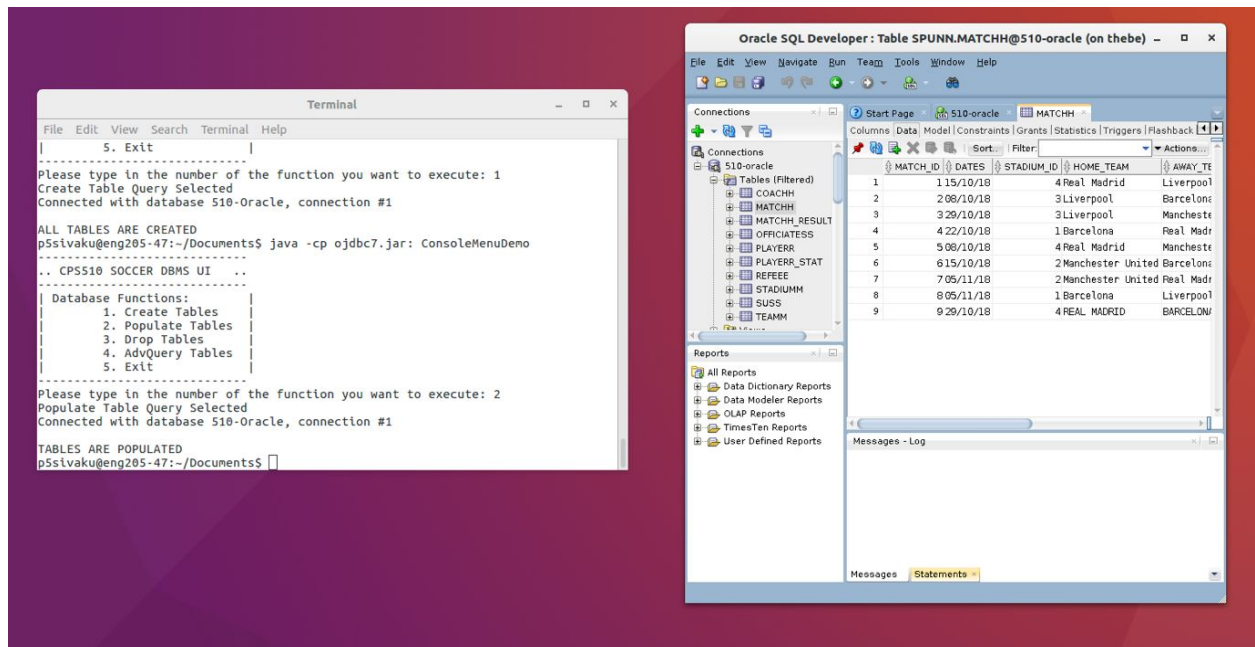 Terminal
File Edit View Search Terminal Help
| 5. Exit |
----------------------------
Please type in the number of the function you want to execute: 1
Create Table Query Selected
Connected with database 510-Oracle, connection #1
ALL TABLES ARE CREATED
p5sivaku@eng205-47:~/Documents$ java -cp ojdbc7.jar: ConsoleMenuDemo
----------------------------
.. CPS510 SOCCER DBMS UI ..
----------------------------
| Database Functions: |
| 1. Create Tables |
| 2. Populate Tables |
| 3. Drop Tables |
| 4. AdvQuery Tables |
| 5. Exit |
----------------------------
Please type in the number of the function you want to execute: 2
Populate Table Query Selected
Connected with database 510-Oracle, connection #1
TABLES ARE POPULATED
p5sivaku@eng205-47:~/Documents$
Oracle SQL Developer : Table SPUNN.MATCHH@510-oracle (on thebe)
File Edit View Navigate Run Team Tools Window Help
Connections
Connections
510-oracle
Tables (Filtered)
COACHH
MATCHH
MATCHH_RESULT
OFFICIATESS
PLAYERR
PLAYERR_STAT
REFEEE
STADIUMM
SUSS
TEAMM
Reports
All Reports
Data Dictionary Reports
Data Modeler Reports
OLAP Reports
TimesTen Reports
User Defined Reports
Start Page 510-oracle MATCHH
Columns Data Model Constraints Grants Statistics Triggers Flashback
Sort.. Filter: Actions...
MATCH_ID DATES STADIUM_ID HOME_TEAM AWAY_TE
1 1 15/10/18 4 Real Madrid Liverpool
2 2 08/10/18 3 Liverpool Barcelona
3 3 29/10/18 3 Liverpool Mancheste
4 4 22/10/18 1 Barcelona Real Madr
5 5 08/10/18 4 Real Madrid Mancheste
6 6 15/10/18 2 Manchester United Barcelona
7 7 05/11/18 2 Manchester United Real Madr
8 8 05/11/18 1 Barcelona Liverpool
9 9 29/10/18 4 REAL MADRID BARCELONA
Messages - Log
Messages Statements